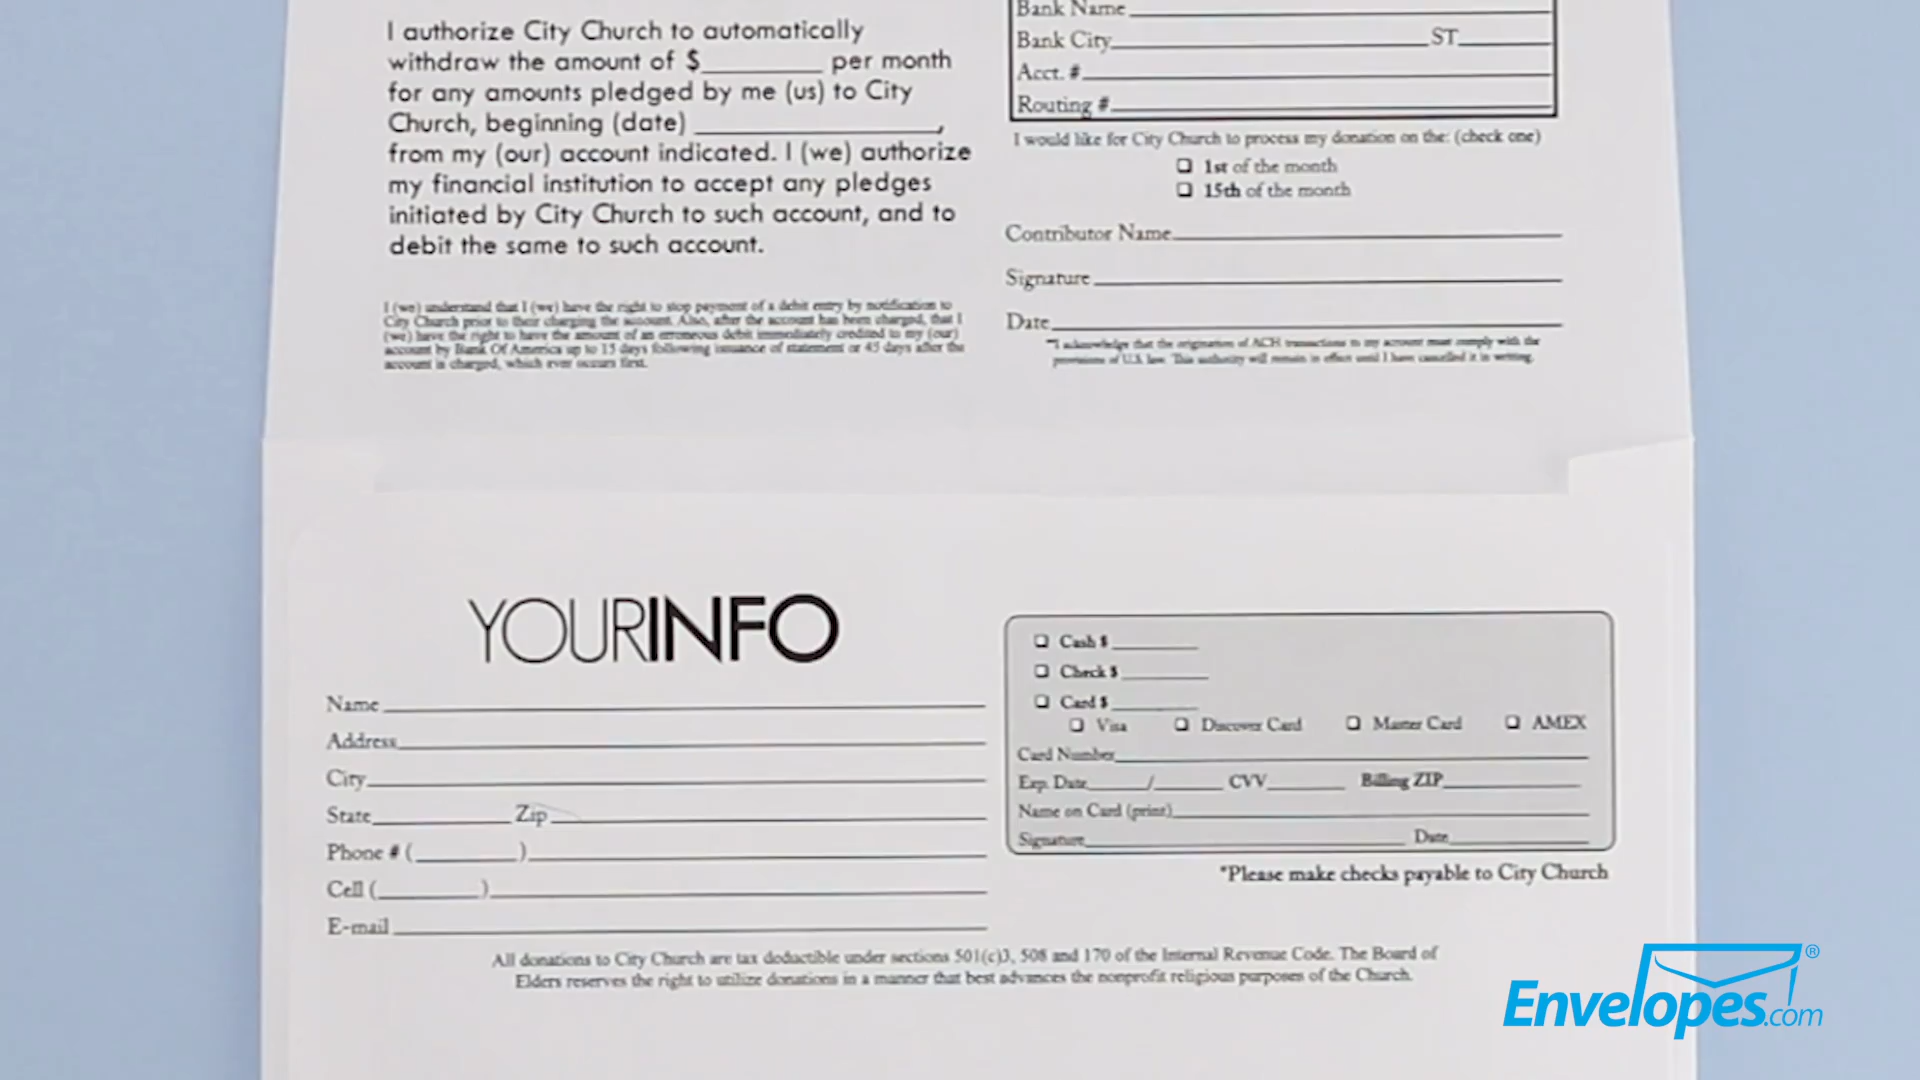 I authorize City Church to automatically
withdraw the amount of $________ per month
for any amounts pledged by me (us) to City
Church, beginning (date) ________________,
from my (our) account indicated. I (we) authorize
my financial institution to accept any pledges
initiated by City Church to such account, and to
debit the same to such account.
I (we) understand that I (we) have the right to stop payment of a debit entry by notification to
City Church prior to their charging the account. Also, after the account has been charged, that I
(we) have the right to have the amount of an erroneous debit immediately credited to my (our)
account by Bank Of America up to 15 days following issuance of statement or 45 days after the
account is charged, which ever occurs first.
Bank Name
Bank City ST
Acct. #
Routing #
I would like for City Church to process my donation on the: (check one)
❏ 1st of the month
❏ 15th of the month
Contributor Name
Signature
Date
*I acknowledge that the origination of ACH transactions to my account must comply with the
provisions of U.S. law. This authority will remain in effect until I have cancelled it in writing.
YOURINFO
Name
Address
City
State Zip
Phone # ( )
Cell ( )
E-mail
❏ Cash $
❏ Check $
❏ Card $
❏ Visa ❏ Discover Card ❏ Master Card ❏ AMEX
Card Number
Exp. Date / CVV Billing ZIP
Name on Card (print)
Signature Date
*Please make checks payable to City Church
All donations to City Church are tax deductible under sections 501(c)3, 508 and 170 of the Internal Revenue Code. The Board of
Elders reserves the right to utilize donations in a manner that best advances the nonprofit religious purposes of the Church.
Envelopes.com®